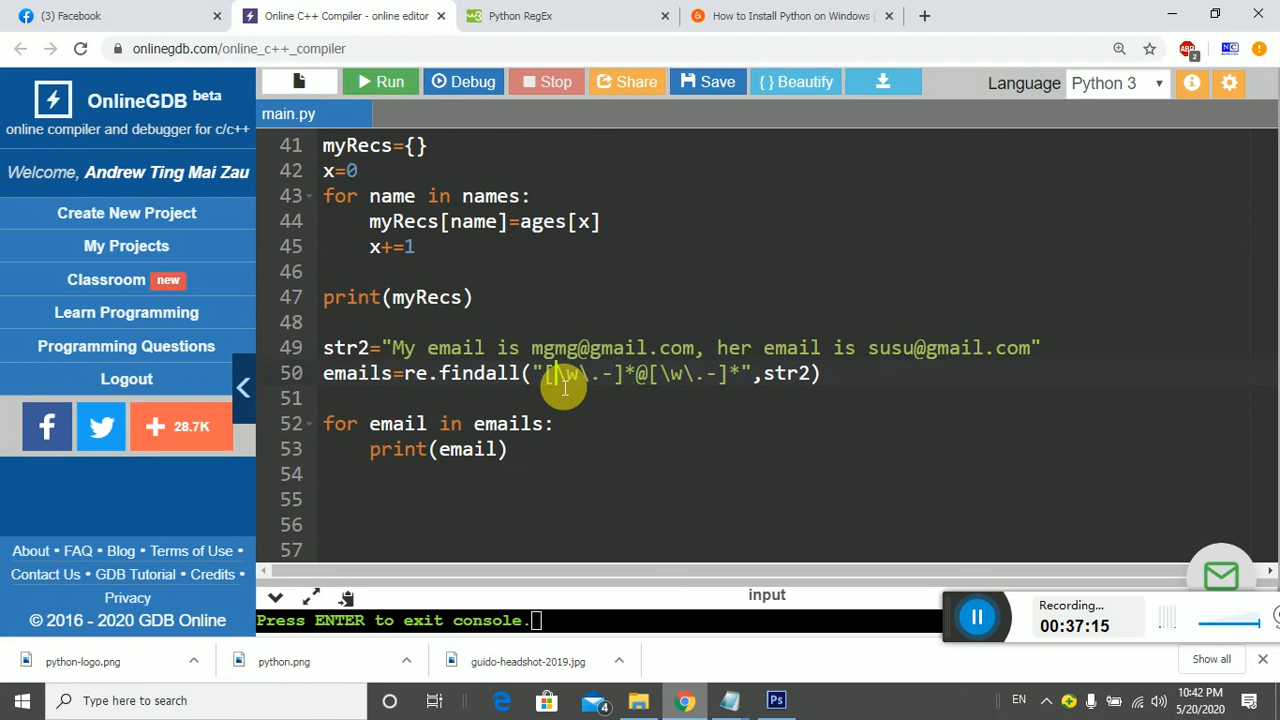 (3) Facebook
Online C++ Compiler - online editor
Python RegEx
How to Install Python on Windows
onlinegdb.com/online_c++_compiler
OnlineGDB beta
online compiler and debugger for c/c++
Welcome, Andrew Ting Mai Zau
Create New Project
My Projects
Classroom new
Learn Programming
Programming Questions
Logout
28.7K
About • FAQ • Blog • Terms of Use •
Contact Us • GDB Tutorial • Credits •
Privacy
© 2016 - 2020 GDB Online
Run
Debug
Stop
Share
Save
{ } Beautify
Language Python 3
main.py
41 myRecs={}
42 x=0
43 for name in names:
44 myRecs[name]=ages[x]
45 x+=1
46
47 print(myRecs)
48
49 str2="My email is mgmg@gmail.com, her email is susu@gmail.com"
50 emails=re.findall("[\w\.-]*@[\w\.-]*",str2)
51
52 for email in emails:
53 print(email)
54
55
56
57
input
Press ENTER to exit console.
Recording...
00:37:15
python-logo.png
python.png
guido-headshot-2019.jpg
Show all
Type here to search
4
Ps
EN
10:42 PM
5/20/2020